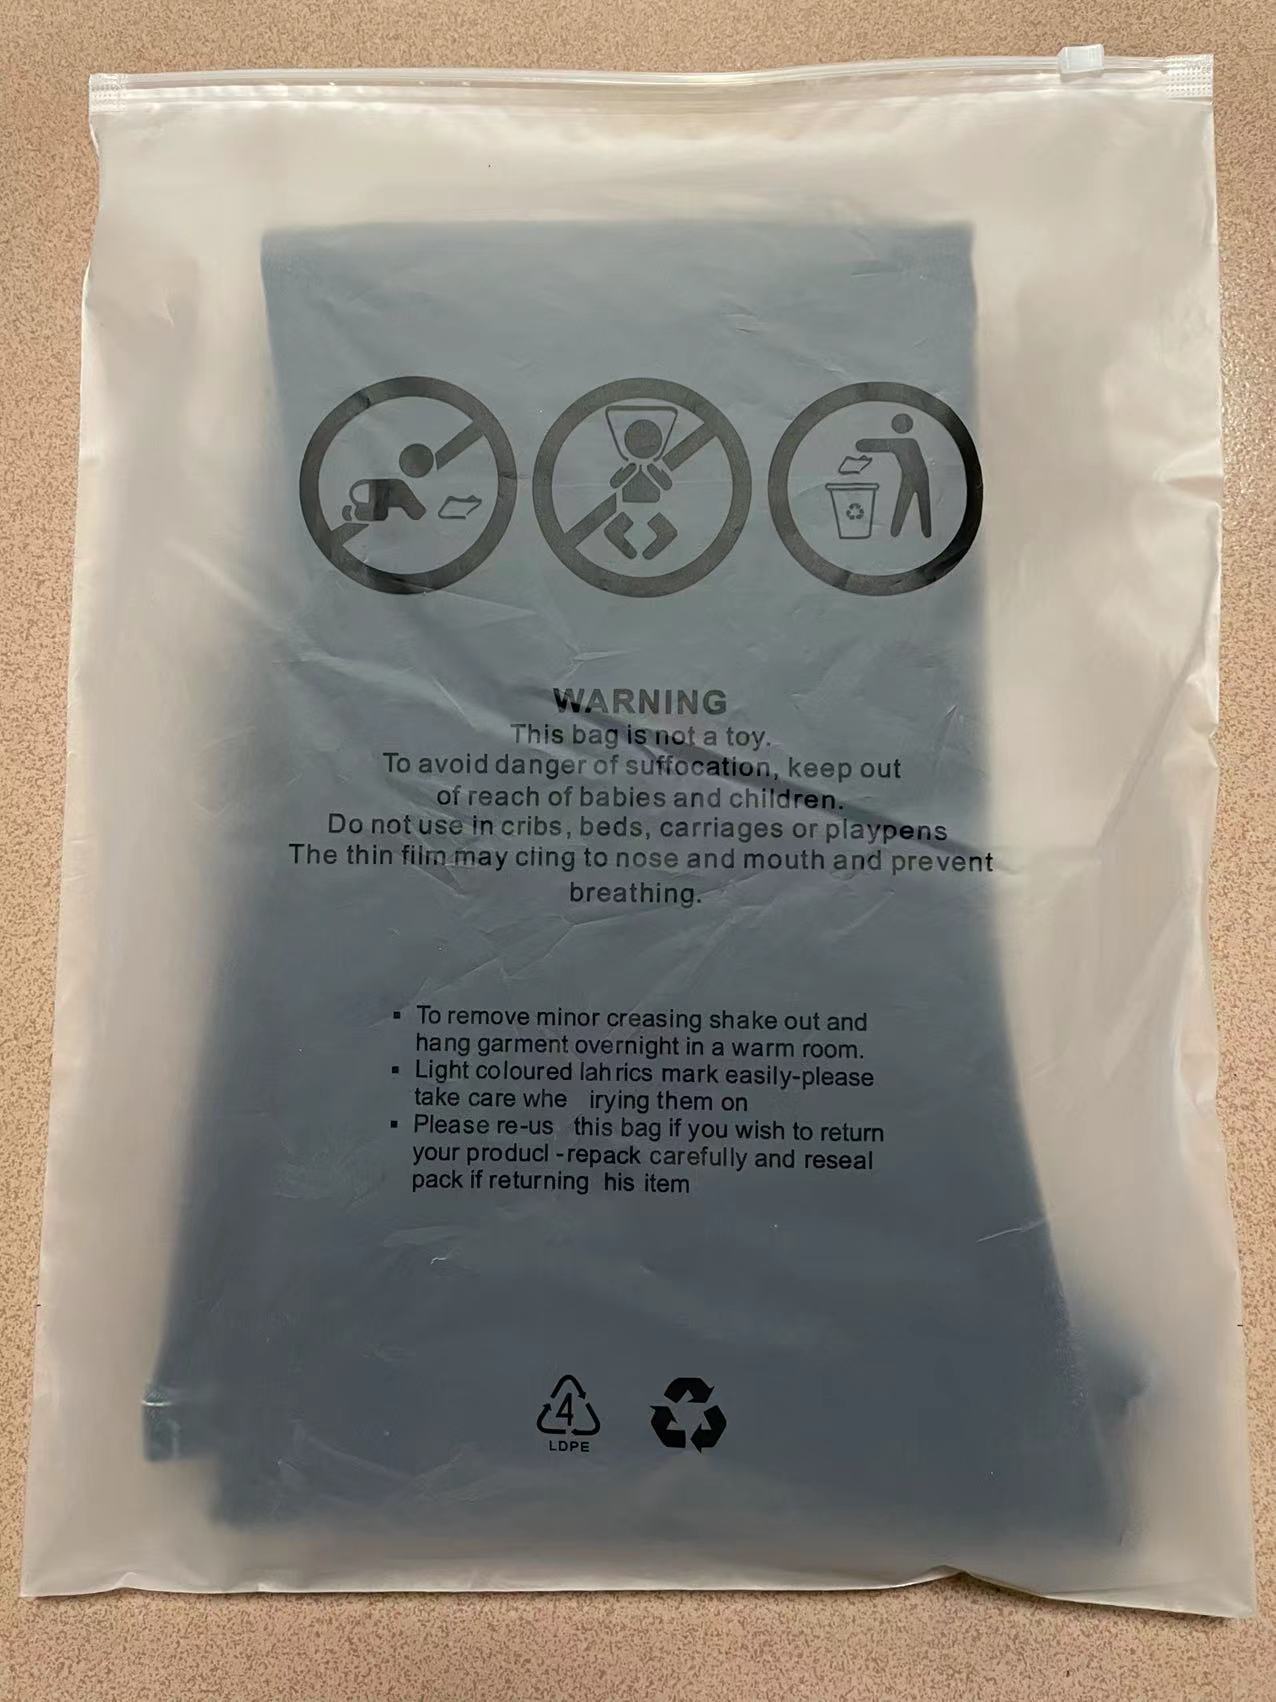 WARNING
This bag is not a toy.
To avoid danger of suffocation, keep out
of reach of babies and children.
Do not use in cribs, beds, carriages or playpens
The thin film may cling to nose and mouth and prevent
breathing.
▪ To remove minor creasing shake out and
hang garment overnight in a warm room.
▪ Light coloured lahrics mark easily-please
take care whe irying them on
▪ Please re-us this bag if you wish to return
your producl -repack carefully and reseal
pack if returning his item
4
LDPE